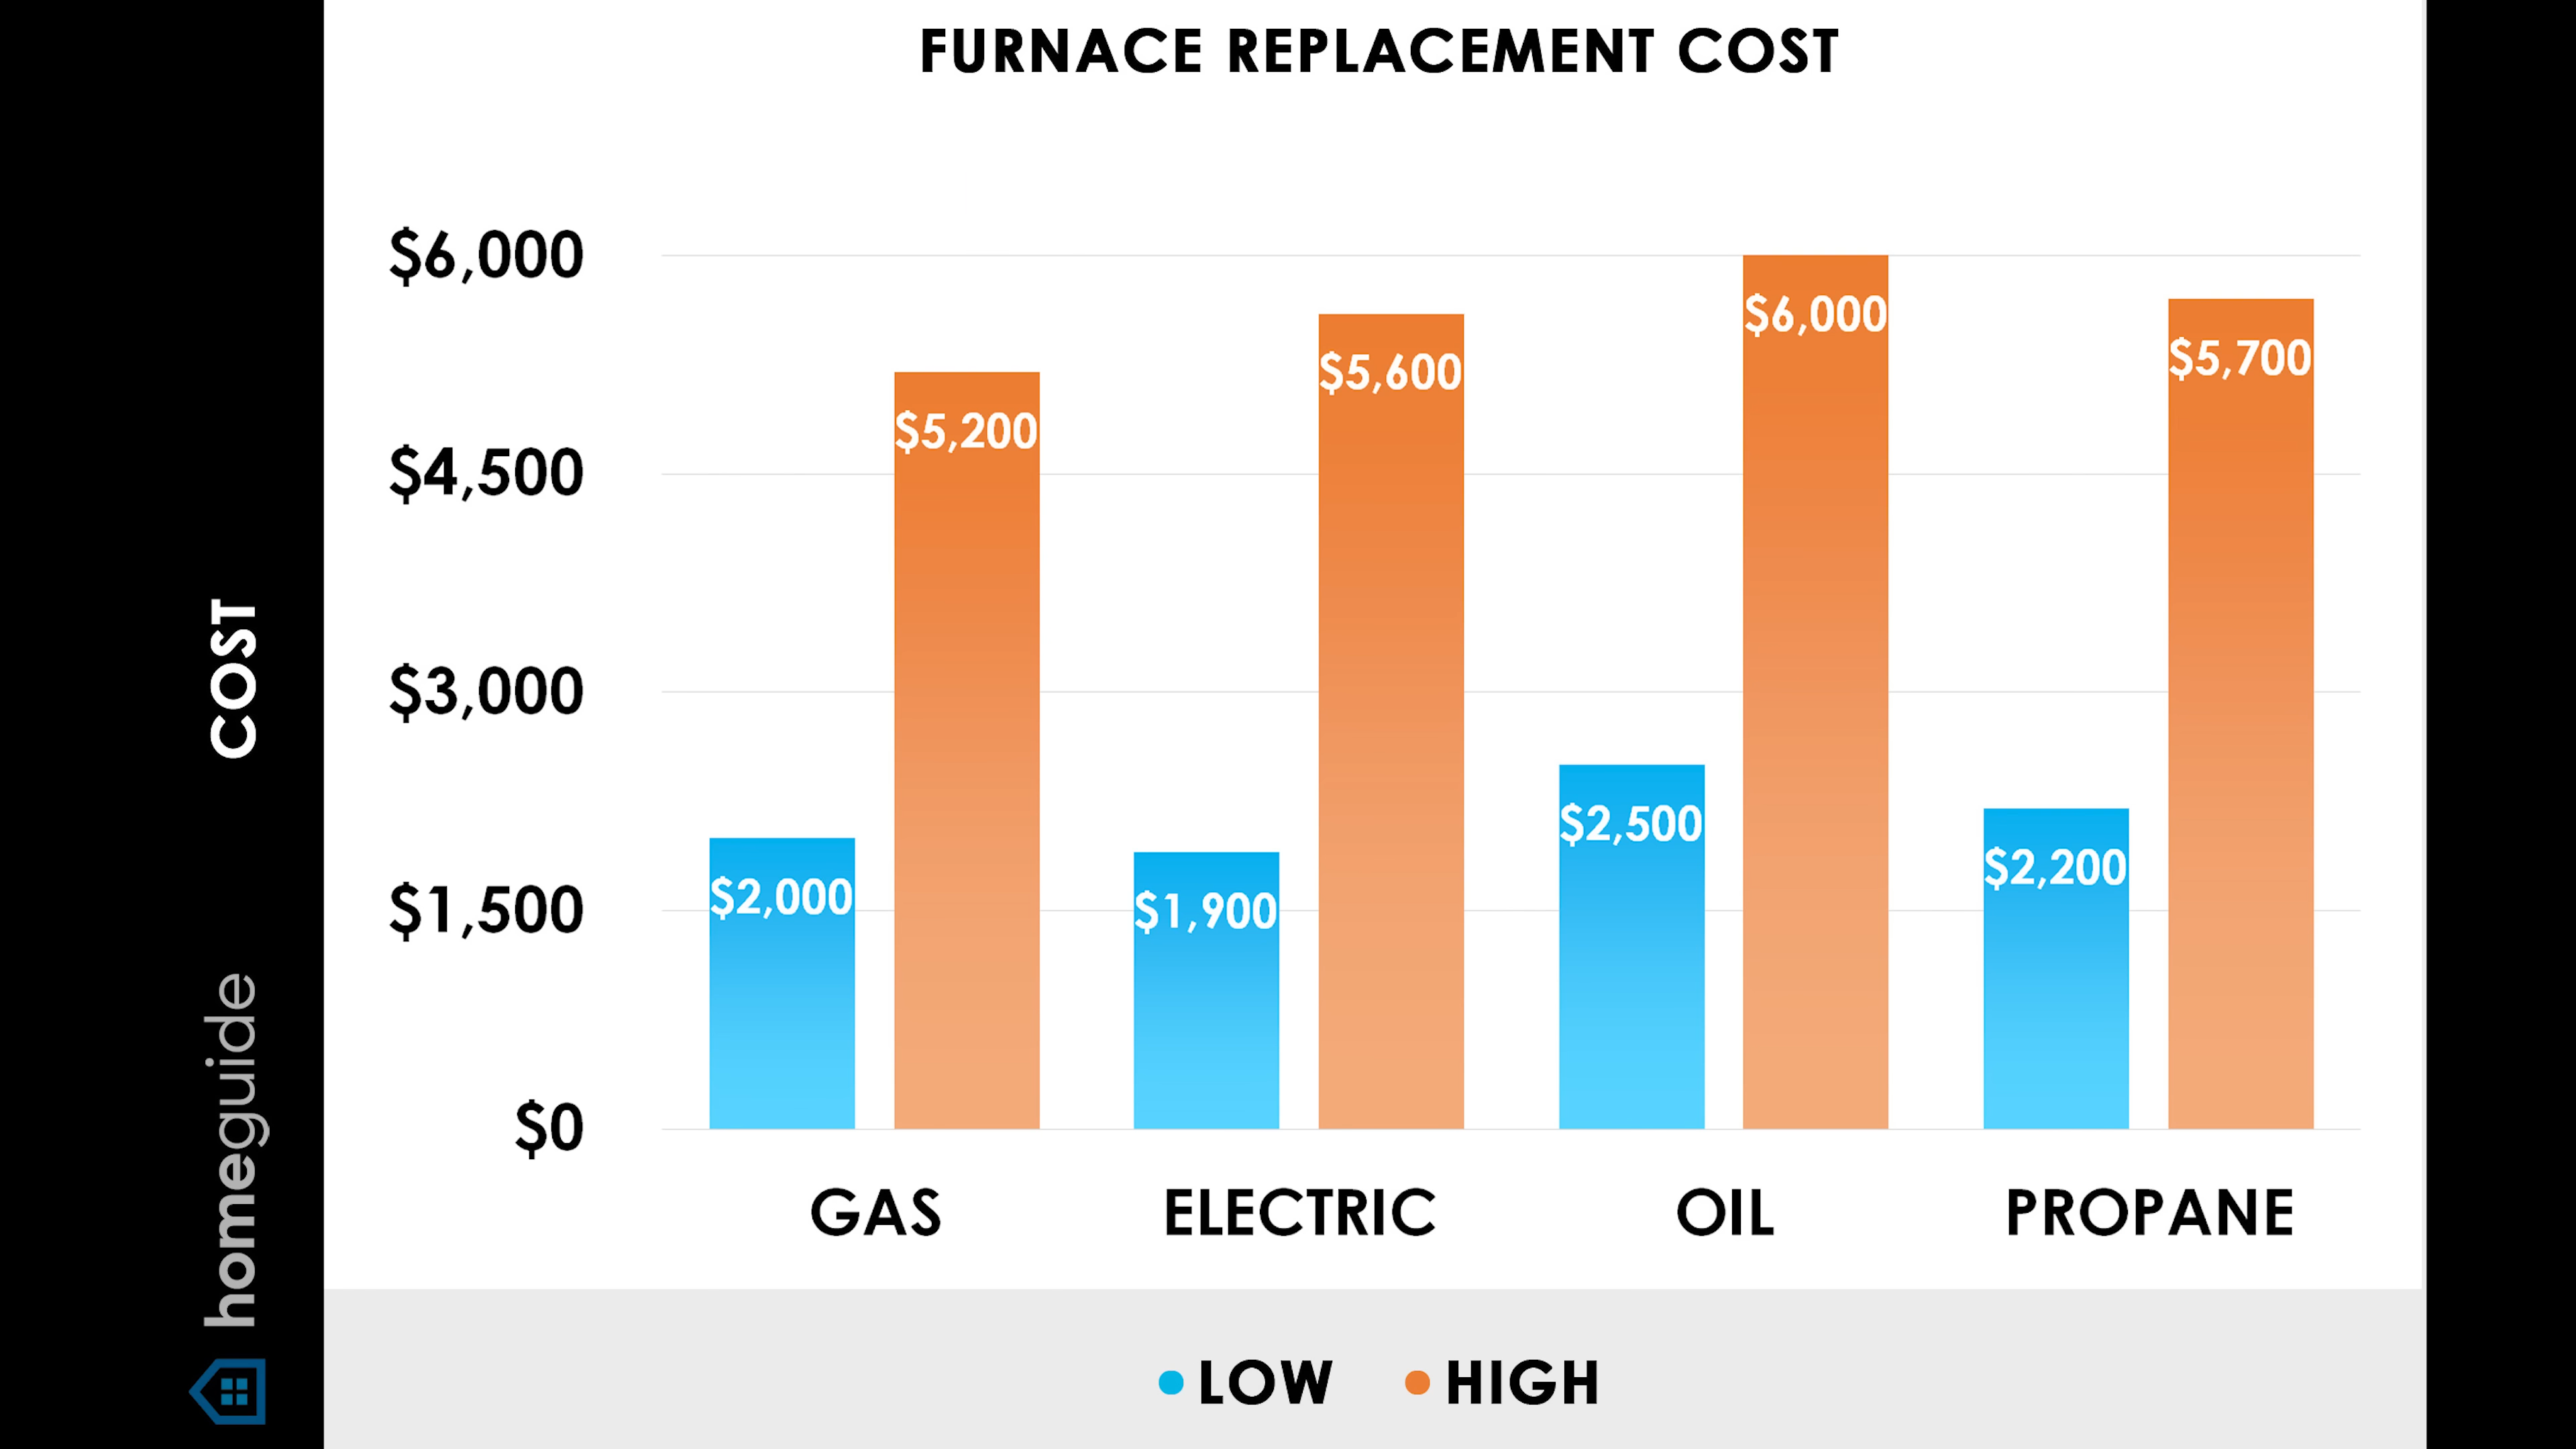 FURNACE REPLACEMENT COST
$6,000
$4,500
$3,000
$1,500
$0
COST
homeguide
$2,000
$5,200
$1,900
$5,600
$2,500
$6,000
$2,200
$5,700
GAS
ELECTRIC
OIL
PROPANE
LOW
HIGH